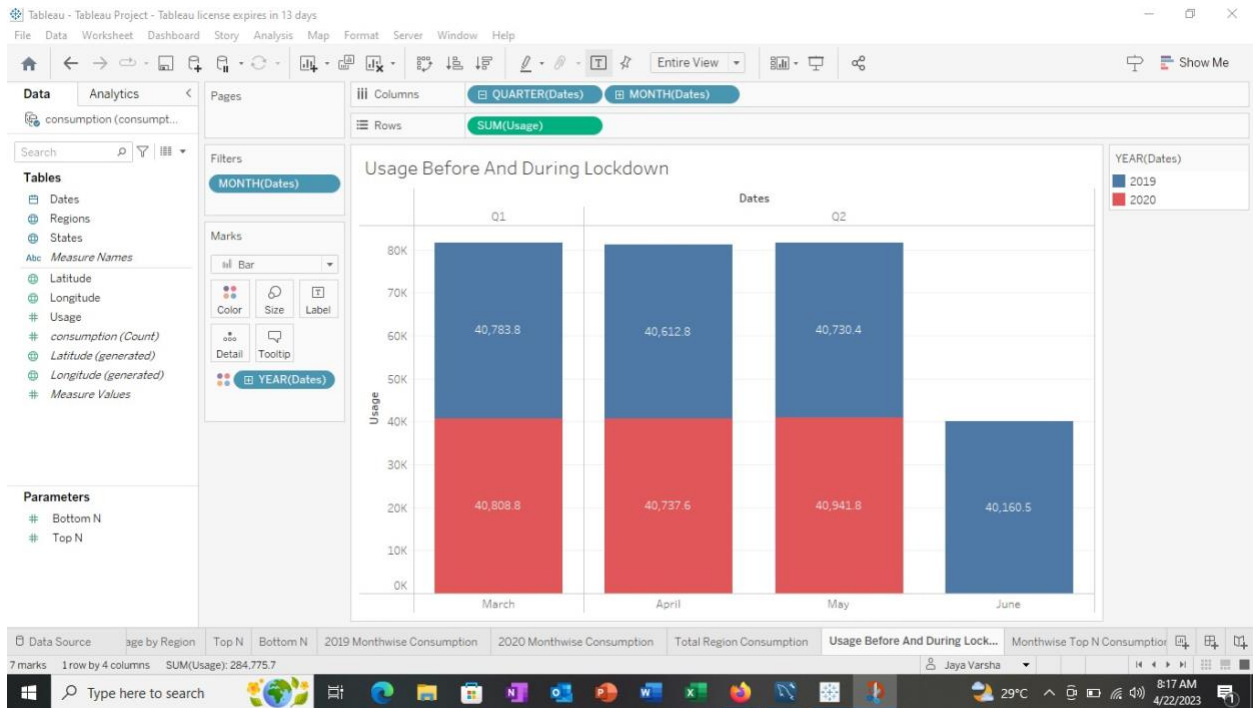 Tableau - Tableau Project - Tableau license expires in 13 days
File Data Worksheet Dashboard Story Analysis Map Format Server Window Help
Entire View
Show Me
Data Analytics
consumption (consumpt...
Search
Tables
Dates
Regions
States
Abc Measure Names
Latitude
Longitude
# Usage
# consumption (Count)
Latitude (generated)
Longitude (generated)
# Measure Values
Parameters
# Bottom N
# Top N
Pages
Filters
MONTH(Dates)
Marks
Bar
Color Size Label
Detail Tooltip
YEAR(Dates)
iii Columns QUARTER(Dates) MONTH(Dates)
Rows SUM(Usage)
Usage Before And During Lockdown
Dates
Q1 Q2
Usage
80K
70K
60K
50K
40K
30K
20K
10K
0K
40,783.8 40,612.8 40,730.4
40,808.8 40,737.6 40,941.8 40,160.5
March April May June
YEAR(Dates)
2019
2020
Data Source age by Region Top N Bottom N 2019 Monthwise Consumption 2020 Monthwise Consumption Total Region Consumption Usage Before And During Lock... Monthwise Top N Consumption
7 marks 1 row by 4 columns SUM(Usage): 284,775.7 Jaya Varsha
Type here to search
29°C
8:17 AM
4/22/2023